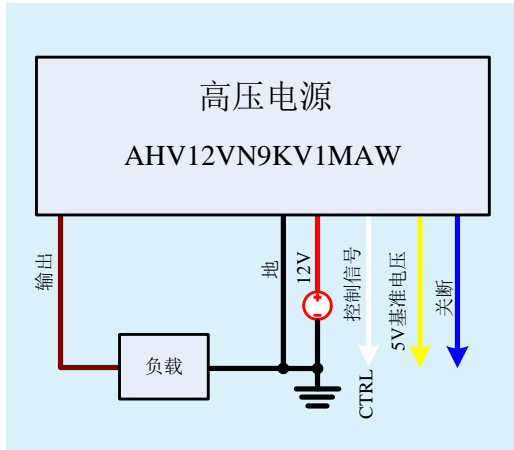 高压电源
AHV12VN9KV1MAW
输出
地
12V
控制信号
5V基准电压
关断
负载
CTRL